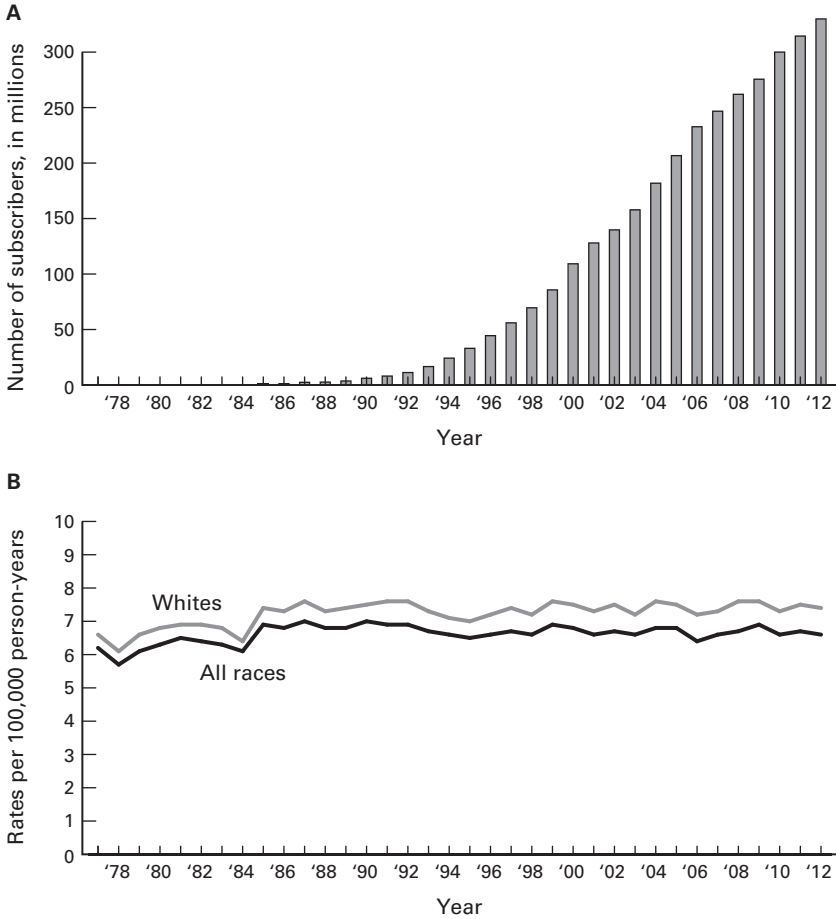 A
Number of subscribers, in millions
300
250
200
150
100
50
0
‘78 ‘80 ‘82 ‘84 ‘86 ‘88 ‘90 ‘92 ‘94 ‘96 ‘98 ‘00 ‘02 ‘04 ‘06 ‘08 ‘10 ‘12
Year
B
Rates per 100,000 person-years
10
9
8
7
6
5
4
3
2
1
0
Whites
All races
‘78 ‘80 ‘82 ‘84 ‘86 ‘88 ‘90 ‘92 ‘94 ‘96 ‘98 ‘00 ‘02 ‘04 ‘06 ‘08 ‘10 ‘12
Year